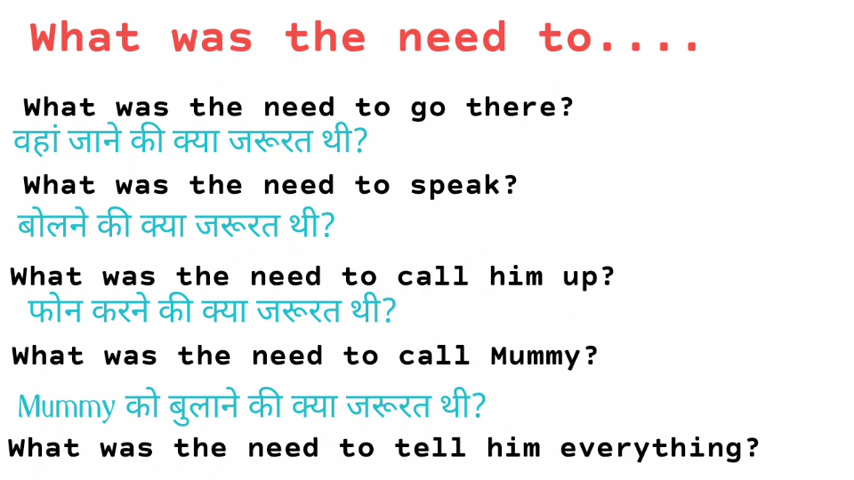 What was the need to....
What was the need to go there?
वहां जाने की क्या जरूरत थी?
What was the need to speak?
बोलने की क्या जरूरत थी?
What was the need to call him up?
फोन करने की क्या जरूरत थी?
What was the need to call Mummy?
Mummy को बुलाने की क्या जरूरत थी?
What was the need to tell him everything?